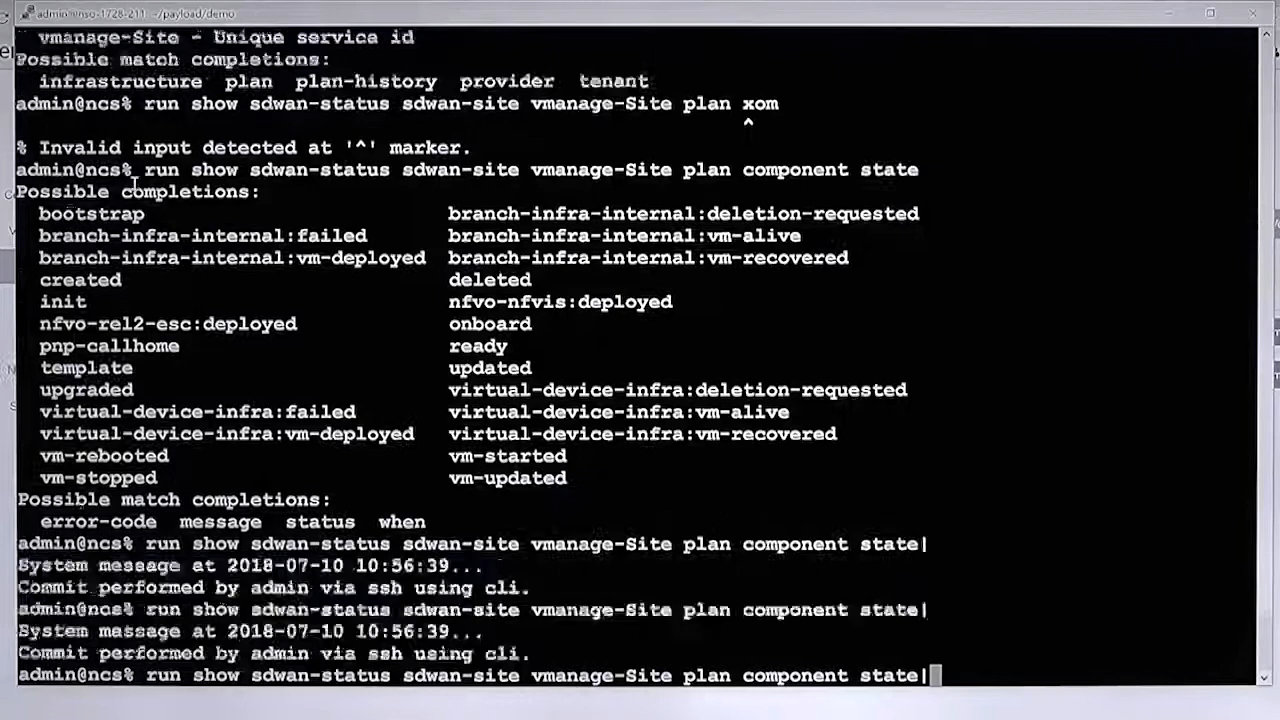 admin@nso-1728-211: ~/payload/demo
vmanage-Site - Unique service id
Possible match completions:
infrastructure plan plan-history provider tenant
admin@ncs% run show sdwan-status sdwan-site vmanage-Site plan xom
^
% Invalid input detected at '^' marker.
admin@ncs% run show sdwan-status sdwan-site vmanage-Site plan component state
Possible completions:
bootstrap branch-infra-internal:deletion-requested
branch-infra-internal:failed branch-infra-internal:vm-alive
branch-infra-internal:vm-deployed branch-infra-internal:vm-recovered
created deleted
init nfvo-nfvis:deployed
nfvo-rel2-esc:deployed onboard
pnp-callhome ready
template updated
upgraded virtual-device-infra:deletion-requested
virtual-device-infra:failed virtual-device-infra:vm-alive
virtual-device-infra:vm-deployed virtual-device-infra:vm-recovered
vm-rebooted vm-started
vm-stopped vm-updated
Possible match completions:
error-code message status when
admin@ncs% run show sdwan-status sdwan-site vmanage-Site plan component state|
System message at 2018-07-10 10:56:39...
Commit performed by admin via ssh using cli.
admin@ncs% run show sdwan-status sdwan-site vmanage-Site plan component state|
System message at 2018-07-10 10:56:39...
Commit performed by admin via ssh using cli.
admin@ncs% run show sdwan-status sdwan-site vmanage-Site plan component state|